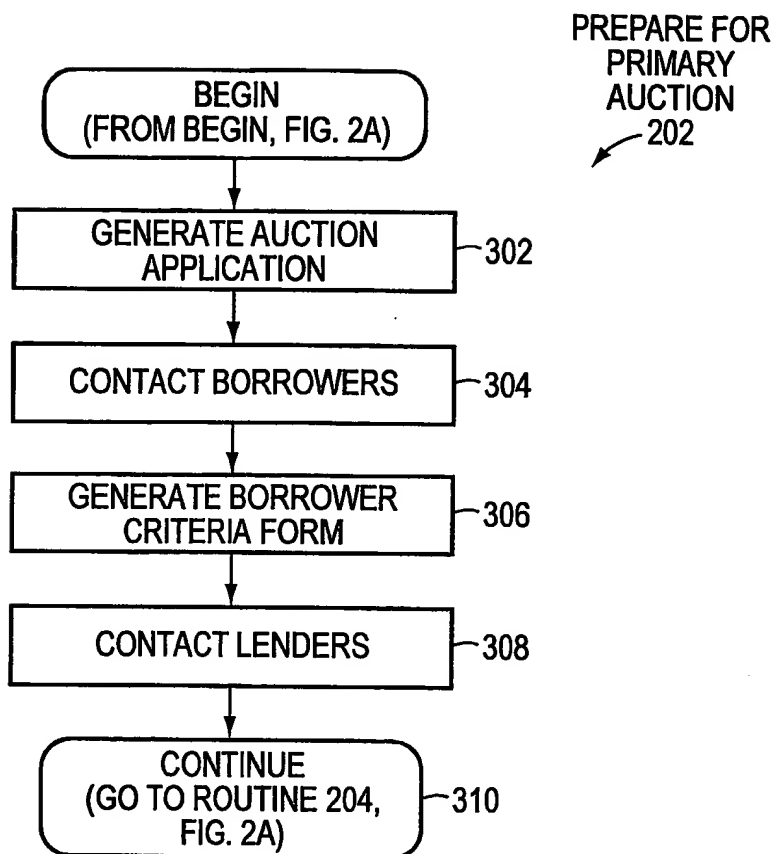 PREPARE FOR
PRIMARY
AUCTION
202
BEGIN
(FROM BEGIN, FIG. 2A)
GENERATE AUCTION
APPLICATION
302
CONTACT BORROWERS
304
GENERATE BORROWER
CRITERIA FORM
306
CONTACT LENDERS
308
CONTINUE
(GO TO ROUTINE 204,
FIG. 2A)
310